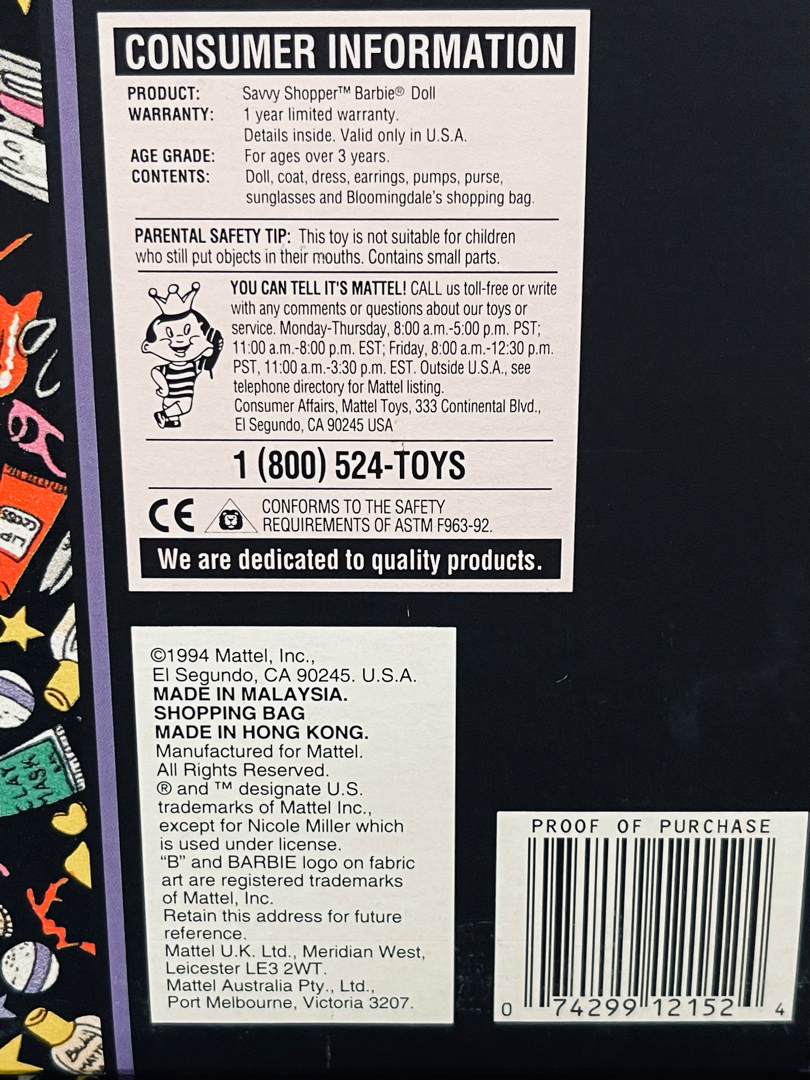 CONSUMER INFORMATION
PRODUCT: Savvy Shopper™ Barbie® Doll
WARRANTY: 1 year limited warranty.
Details inside. Valid only in U.S.A.
AGE GRADE: For ages over 3 years.
CONTENTS: Doll, coat, dress, earrings, pumps, purse,
sunglasses and Bloomingdale's shopping bag.
PARENTAL SAFETY TIP: This toy is not suitable for children
who still put objects in their mouths. Contains small parts.
YOU CAN TELL IT'S MATTEL! CALL us toll-free or write
with any comments or questions about our toys or
service. Monday-Thursday, 8:00 a.m.-5:00 p.m. PST;
11:00 a.m.-8:00 p.m. EST; Friday, 8:00 a.m.-12:30 p.m.
PST, 11:00 a.m.-3:30 p.m. EST. Outside U.S.A., see
telephone directory for Mattel listing.
Consumer Affairs, Mattel Toys, 333 Continental Blvd.,
El Segundo, CA 90245 USA
1 (800) 524-TOYS
CE
CONFORMS TO THE SAFETY
REQUIREMENTS OF ASTM F963-92.
We are dedicated to quality products.
©1994 Mattel, Inc.,
El Segundo, CA 90245. U.S.A.
MADE IN MALAYSIA.
SHOPPING BAG
MADE IN HONG KONG.
Manufactured for Mattel.
All Rights Reserved.
® and ™ designate U.S.
trademarks of Mattel Inc.,
except for Nicole Miller which
is used under license.
"B" and BARBIE logo on fabric
art are registered trademarks
of Mattel, Inc.
Retain this address for future
reference.
Mattel U.K. Ltd., Meridian West,
Leicester LE3 2WT.
Mattel Australia Pty., Ltd.,
Port Melbourne, Victoria 3207.
PROOF OF PURCHASE
0 74299 12152 4
LIP
GLOSS
CLAY
MASK